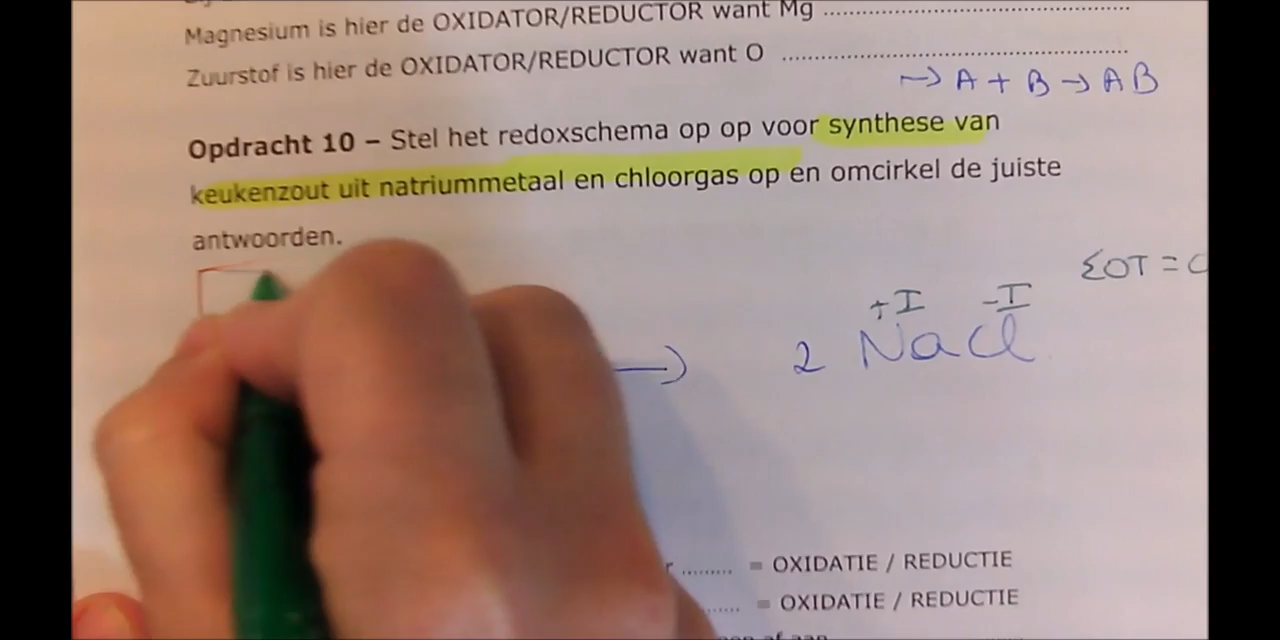 Magnesium is hier de OXIDATOR/REDUCTOR want Mg ..........
Zuurstof is hier de OXIDATOR/REDUCTOR want O ..........
→ A + B → AB
Opdracht 10 – Stel het redoxschema op op voor synthese van
keukenzout uit natriummetaal en chloorgas op en omcirkel de juiste
antwoorden.
ΣOT =
+I -I
→ 2 NaCl
......... = OXIDATIE / REDUCTIE
...... = OXIDATIE / REDUCTIE